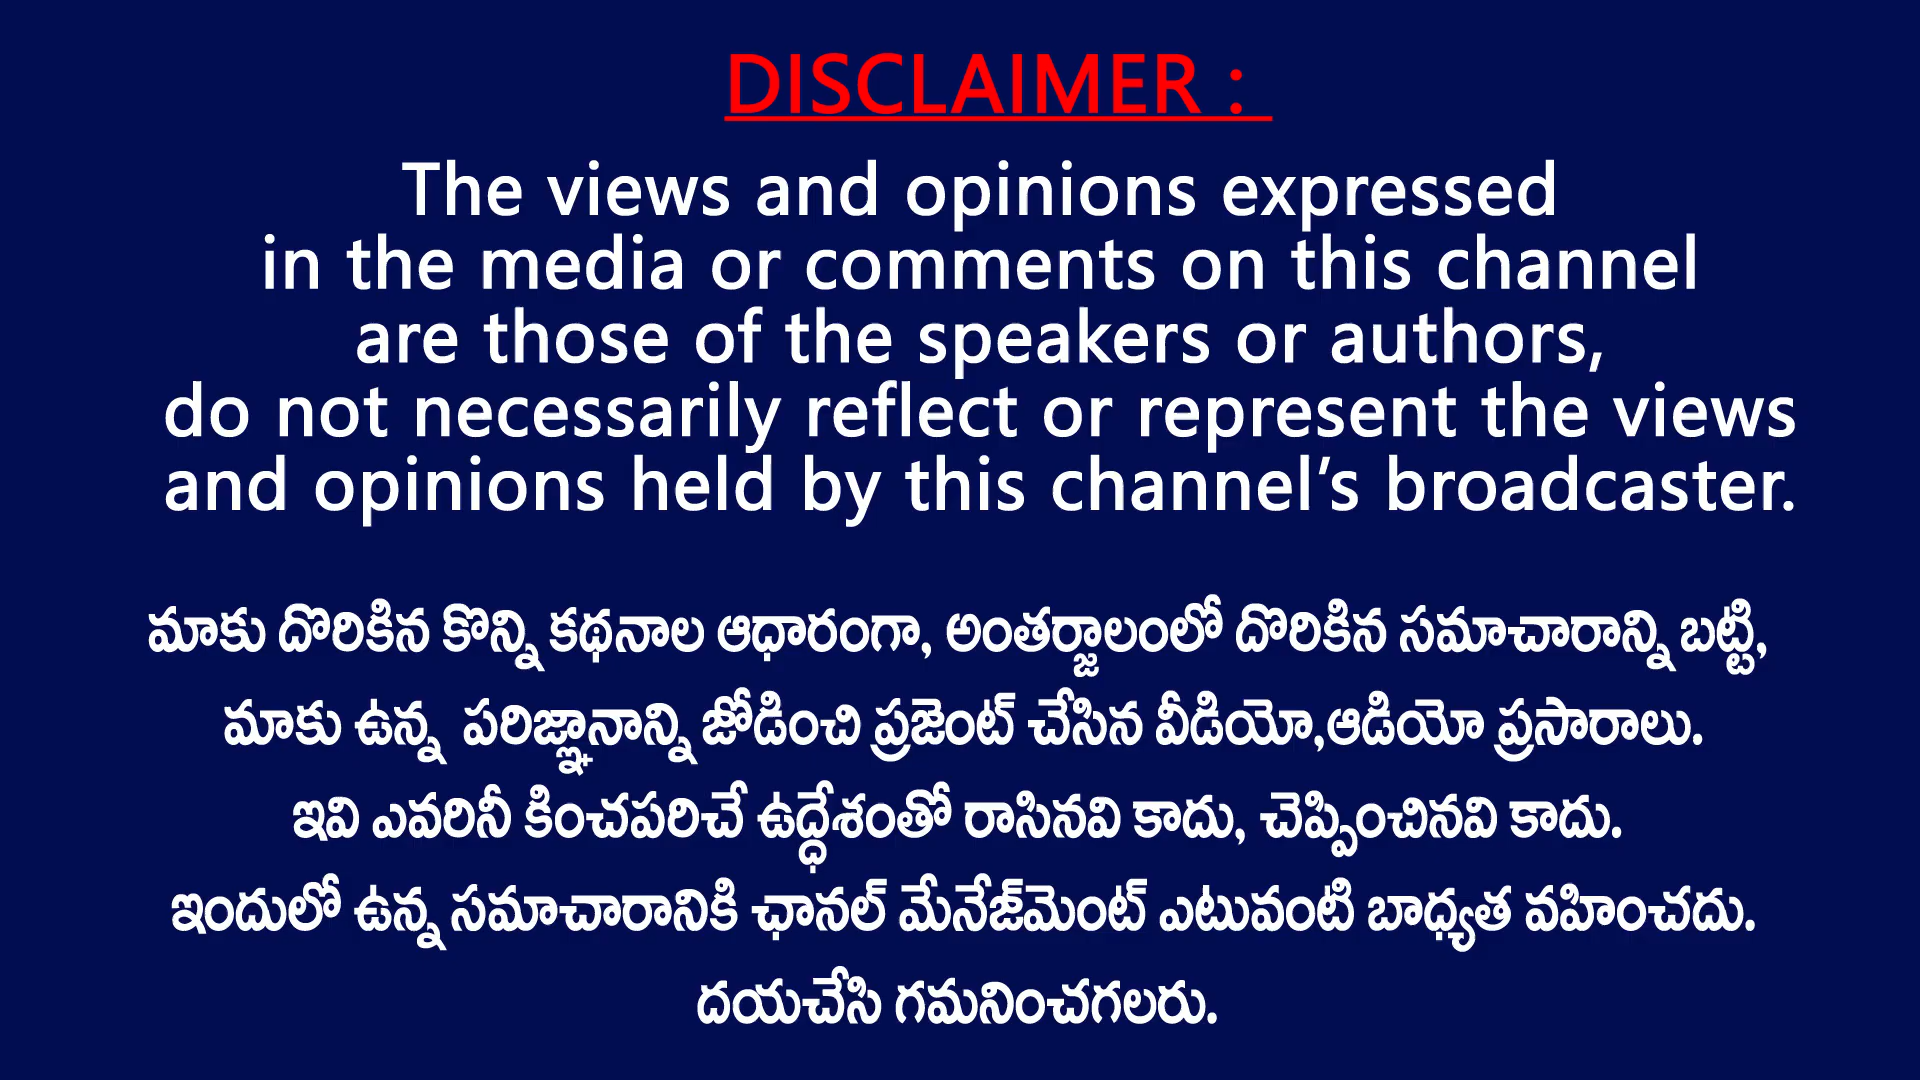 DISCLAIMER :
The views and opinions expressed
in the media or comments on this channel
are those of the speakers or authors,
do not necessarily reflect or represent the views
and opinions held by this channel’s broadcaster.
మాకు దొరికిన కొన్ని కథనాల ఆధారంగా, అంతర్జాలంలో దొరికిన సమాచారాన్ని బట్టి,
మాకు ఉన్న పరిజ్ఞానాన్ని జోడించి ప్రజెంట్ చేసిన వీడియో,ఆడియో ప్రసారాలు.
ఇవి ఎవరినీ కించపరిచే ఉద్ధేశంతో రాసినవి కాదు, చెప్పించినవి కాదు.
ఇందులో ఉన్న సమాచారానికి ఛానల్ మేనేజ్‌మెంట్ ఎటువంటి బాధ్యత వహించదు.
దయచేసి గమనించగలరు.